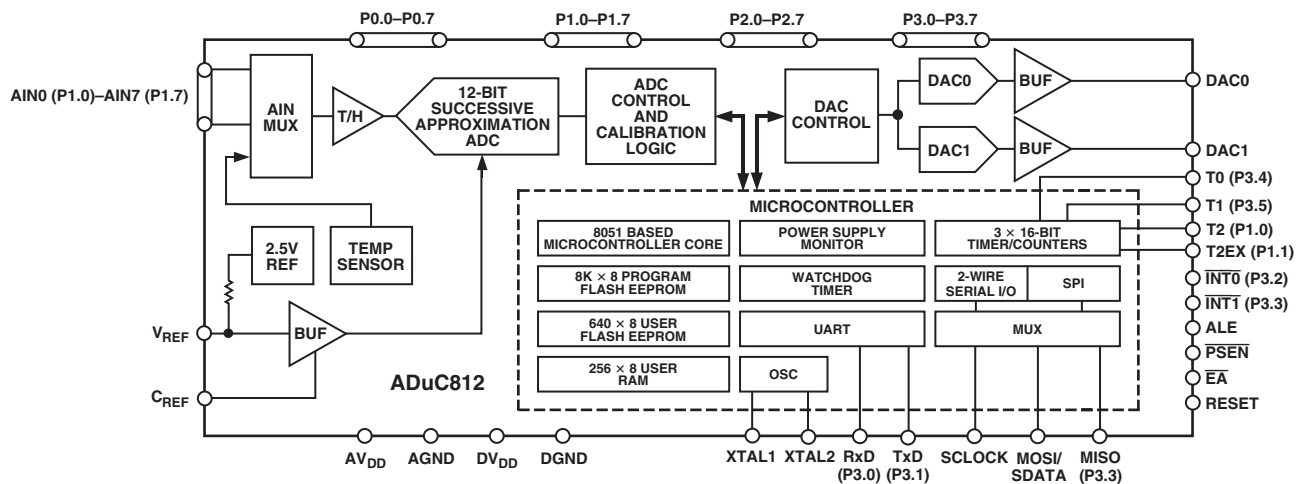 P0.0–P0.7
P1.0–P1.7
P2.0–P2.7
P3.0–P3.7
AIN0 (P1.0)–AIN7 (P1.7)
AIN
MUX
T/H
12-BIT
SUCCESSIVE
APPROXIMATION
ADC
ADC
CONTROL
AND
CALIBRATION
LOGIC
DAC
CONTROL
DAC0
BUF
DAC0
DAC1
BUF
DAC1
T0 (P3.4)
T1 (P3.5)
T2 (P1.0)
T2EX (P1.1)
INT0 (P3.2)
INT1 (P3.3)
ALE
PSEN
EA
RESET
2.5V
REF
TEMP
SENSOR
VREF
BUF
CREF
ADuC812
MICROCONTROLLER
8051 BASED
MICROCONTROLLER CORE
POWER SUPPLY
MONITOR
3 × 16-BIT
TIMER/COUNTERS
8K × 8 PROGRAM
FLASH EEPROM
WATCHDOG
TIMER
2-WIRE
SERIAL I/O
SPI
640 × 8 USER
FLASH EEPROM
UART
MUX
256 × 8 USER
RAM
OSC
AVDD
AGND
DVDD
DGND
XTAL1
XTAL2
RxD
(P3.0)
TxD
(P3.1)
SCLOCK
MOSI/
SDATA
MISO
(P3.3)